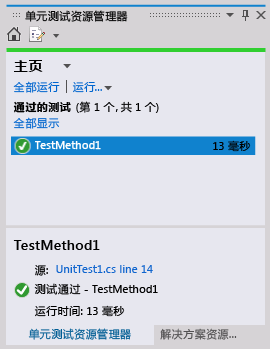 单元测试资源管理器
主页
全部运行 | 运行...
通过的测试 (第 1 个, 共 1 个)
全部显示
TestMethod1 13 毫秒
TestMethod1
源: UnitTest1.cs line 14
测试通过 - TestMethod1
运行时间: 13 毫秒
单元测试资源管理器 解决方案资源...